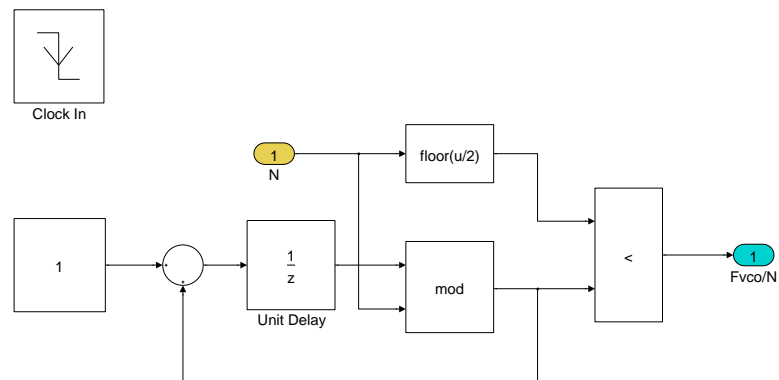 Clock In
1
N
floor(u/2)
1
1
z
Unit Delay
mod
<
1
Fvco/N